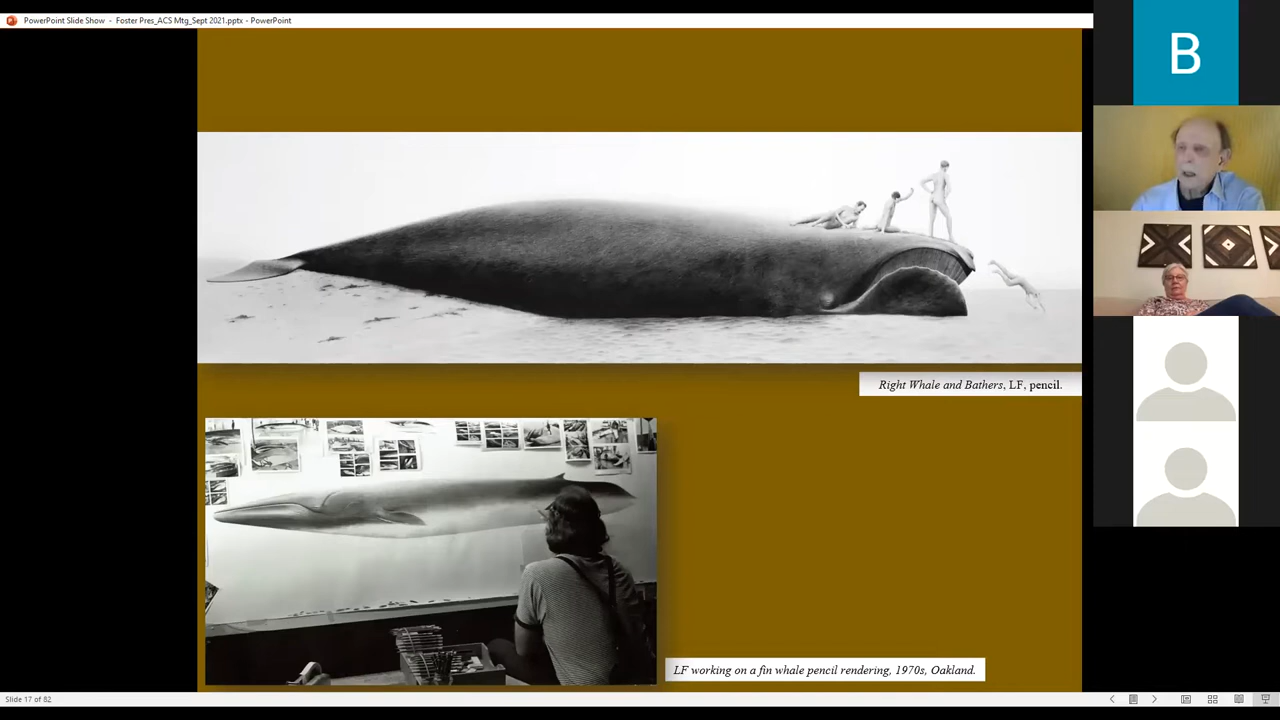 PowerPoint Slide Show - Foster Pres_ACS Mtg_Sept 2021.pptx - PowerPoint
B
Right Whale and Bathers, LF, pencil.
LF working on a fin whale pencil rendering, 1970s, Oakland.
Slide 17 of 82